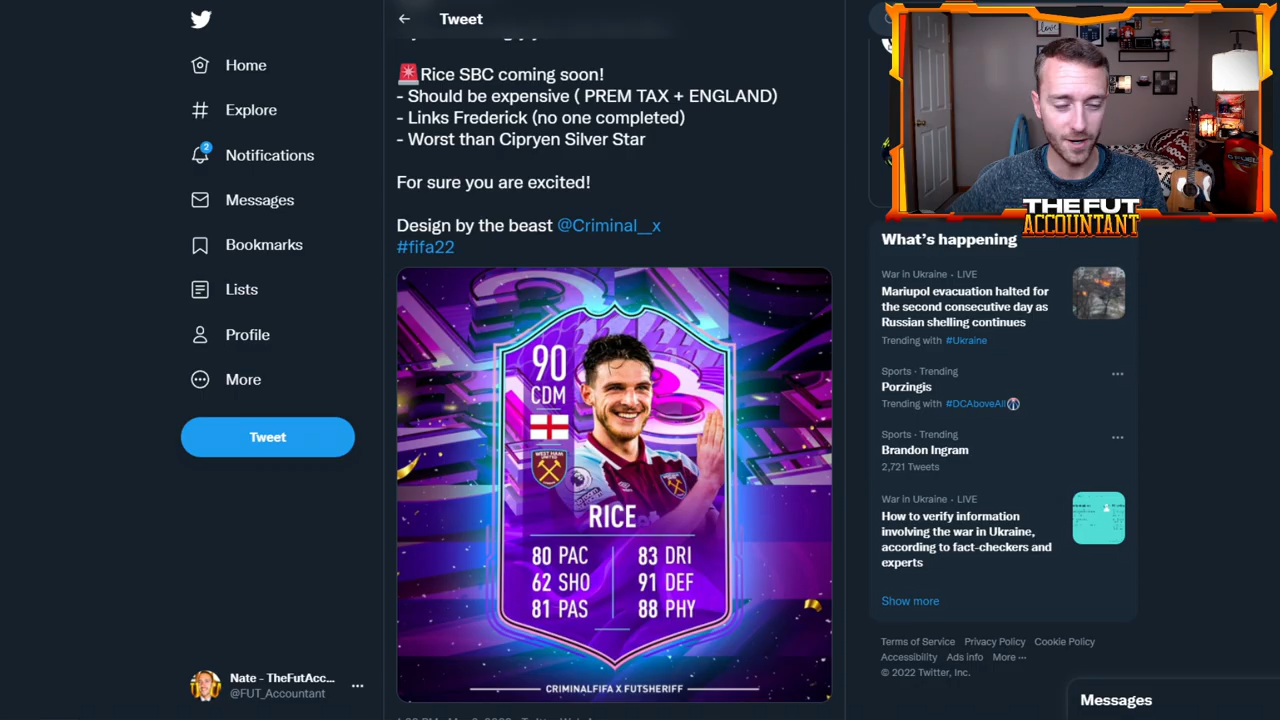 Tweet
Home
Explore
2
Notifications
Messages
Bookmarks
Lists
Profile
More
Tweet
Nate - TheFutAcc...
@FUT_Accountant
🚨Rice SBC coming soon!
- Should be expensive ( PREM TAX + ENGLAND)
- Links Frederick (no one completed)
- Worst than Cipryen Silver Star
For sure you are excited!
Design by the beast @Criminal__x
#fifa22
90
CDM
WEST HAM
UNITED
RICE
80 PAC
62 SHO
81 PAS
83 DRI
91 DEF
88 PHY
CRIMINALFIFA X FUTSHERIFF
THE FUT
ACCOUNTANT
What's happening
War in Ukraine · LIVE
Mariupol evacuation halted for
the second consecutive day as
Russian shelling continues
Trending with #Ukraine
Sports · Trending
Porzingis
Trending with #DCAboveAll
Sports · Trending
Brandon Ingram
2,721 Tweets
War in Ukraine · LIVE
How to verify information
involving the war in Ukraine,
according to fact-checkers and
experts
Show more
Terms of Service Privacy Policy Cookie Policy
Accessibility Ads info More ···
© 2022 Twitter, Inc.
Messages